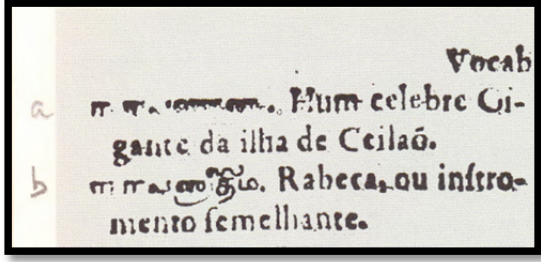 Vocab
a Hum celebre Gi-
gante da ilha de Ceilaõ.
b Rabeca, ou inſtro-
mento ſemelhante.